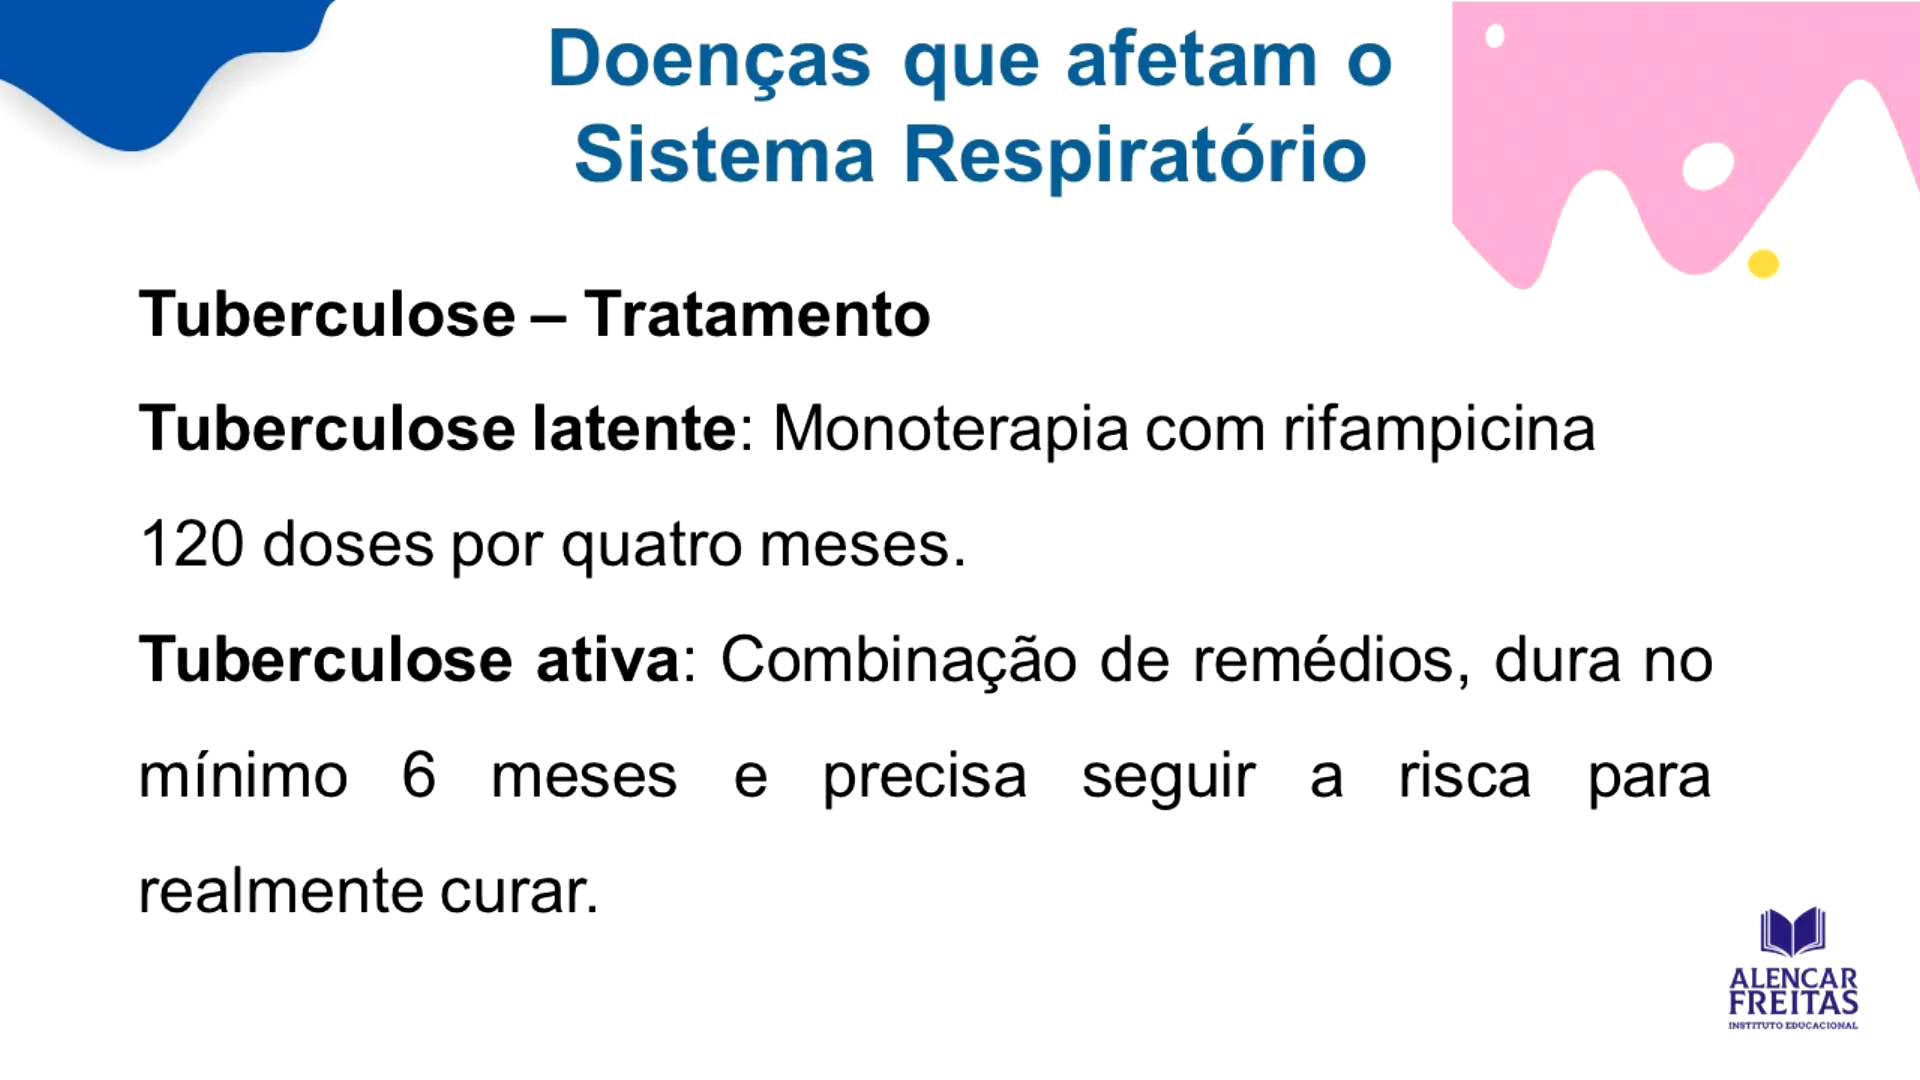 Doenças que afetam o
Sistema Respiratório
Tuberculose – Tratamento
Tuberculose latente: Monoterapia com rifampicina
120 doses por quatro meses.
Tuberculose ativa: Combinação de remédios, dura no
mínimo 6 meses e precisa seguir a risca para
realmente curar.
ALENCAR
FREITAS
INSTITUTO EDUCACIONAL